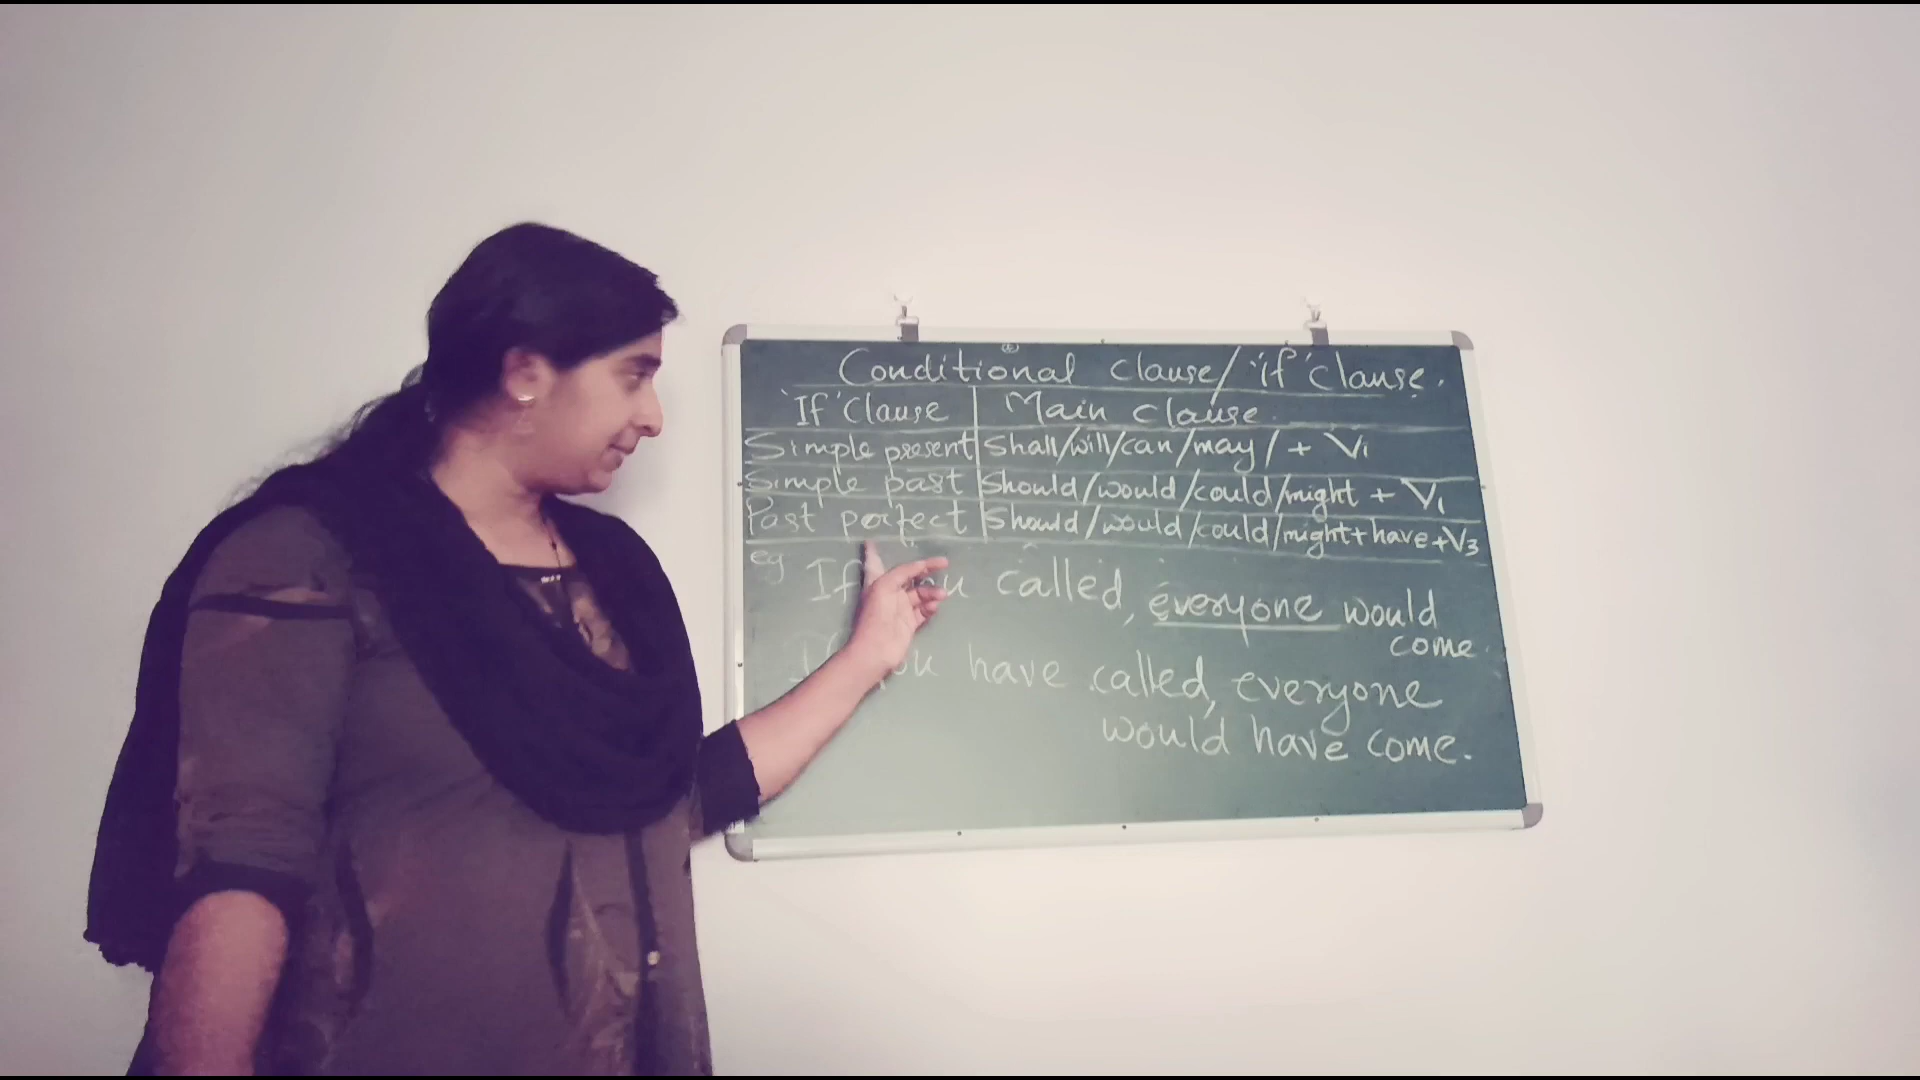 Conditional clause/ 'if' clause.
'If' Clause Main clause.
Simple present Shall/will/can/may/ + V1
Simple past Should/would/could/might + V1
Past perfect Should/would/could/might+have+V3
eg
If called, everyone would
come.
have called, everyone
would have come.